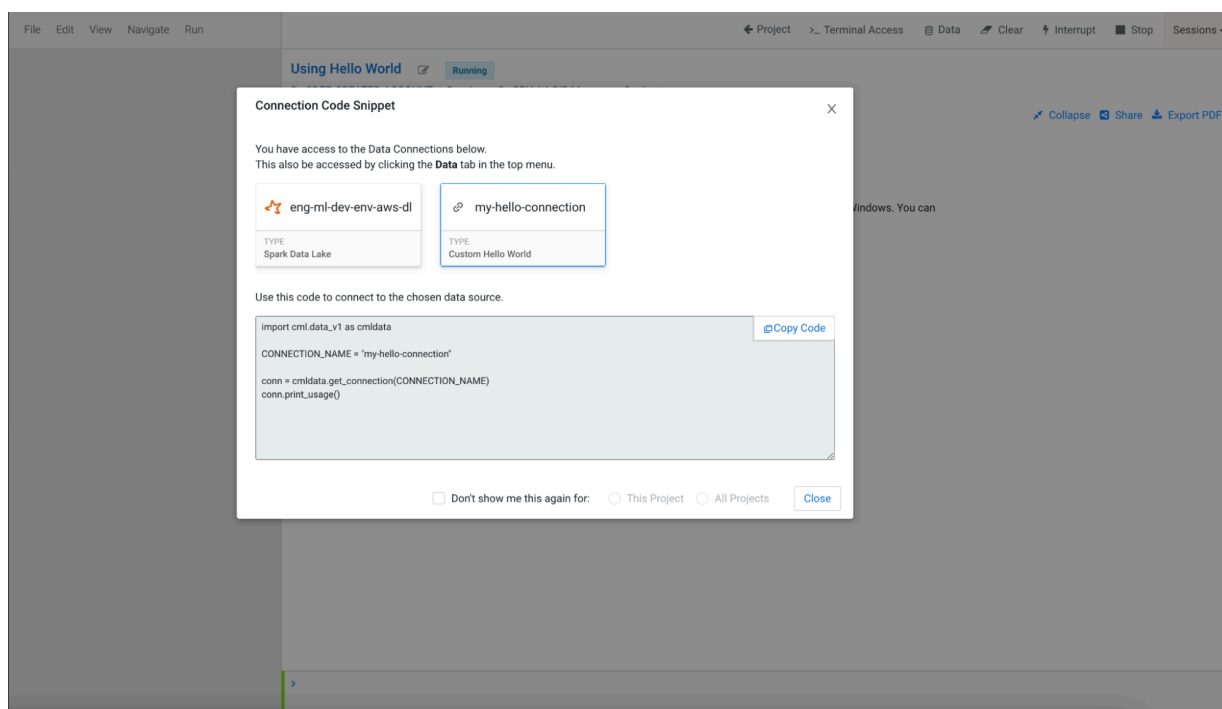 File Edit View Navigate Run
Project >_ Terminal Access Data Clear Interrupt Stop Sessions
Using Hello World Running
Collapse Share Export PDF
Connection Code Snippet
You have access to the Data Connections below.
This also be accessed by clicking the Data tab in the top menu.
eng-ml-dev-env-aws-dl
TYPE
Spark Data Lake
my-hello-connection
TYPE
Custom Hello World
Windows. You can
Use this code to connect to the chosen data source.
Copy Code
import cml.data_v1 as cmldata
CONNECTION_NAME = "my-hello-connection"
conn = cmldata.get_connection(CONNECTION_NAME)
conn.print_usage()
Don't show me this again for: This Project All Projects Close